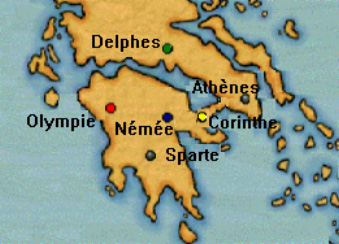 Delphes
Athènes
Olympie
Némée
Corinthe
Sparte